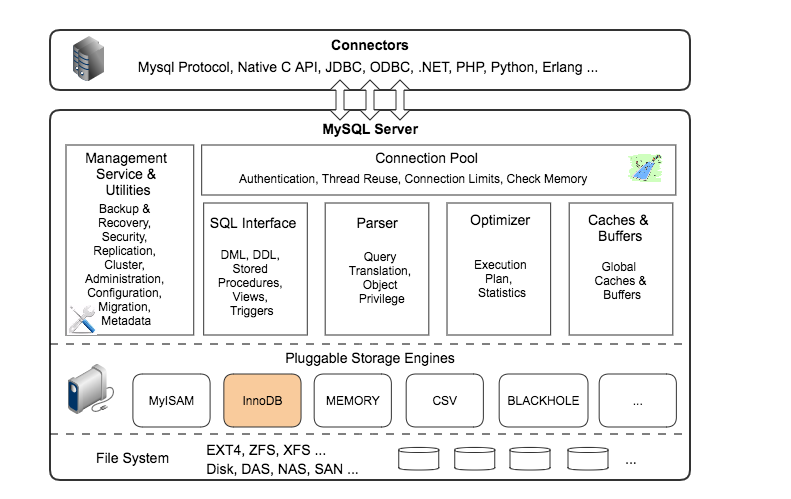 Connectors
Mysql Protocol, Native C API, JDBC, ODBC, .NET, PHP, Python, Erlang ...
MySQL Server
Management
Service &
Utilities
Backup &
Recovery,
Security,
Replication,
Cluster,
Administration,
Configuration,
Migration,
Metadata
Connection Pool
Authentication, Thread Reuse, Connection Limits, Check Memory
SQL Interface
DML, DDL,
Stored
Procedures,
Views,
Triggers
Parser
Query
Translation,
Object
Privilege
Optimizer
Execution
Plan,
Statistics
Caches &
Buffers
Global
Caches &
Buffers
Pluggable Storage Engines
MyISAM
InnoDB
MEMORY
CSV
BLACKHOLE
...
File System
EXT4, ZFS, XFS ...
Disk, DAS, NAS, SAN ...
...